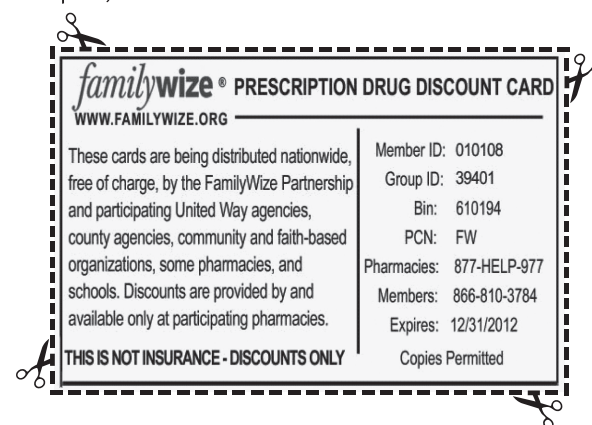 familywize ® PRESCRIPTION DRUG DISCOUNT CARD
WWW.FAMILYWIZE.ORG
These cards are being distributed nationwide,
free of charge, by the FamilyWize Partnership
and participating United Way agencies,
county agencies, community and faith-based
organizations, some pharmacies, and
schools. Discounts are provided by and
available only at participating pharmacies.
THIS IS NOT INSURANCE - DISCOUNTS ONLY
Member ID: 010108
Group ID: 39401
Bin: 610194
PCN: FW
Pharmacies: 877-HELP-977
Members: 866-810-3784
Expires: 12/31/2012
Copies Permitted